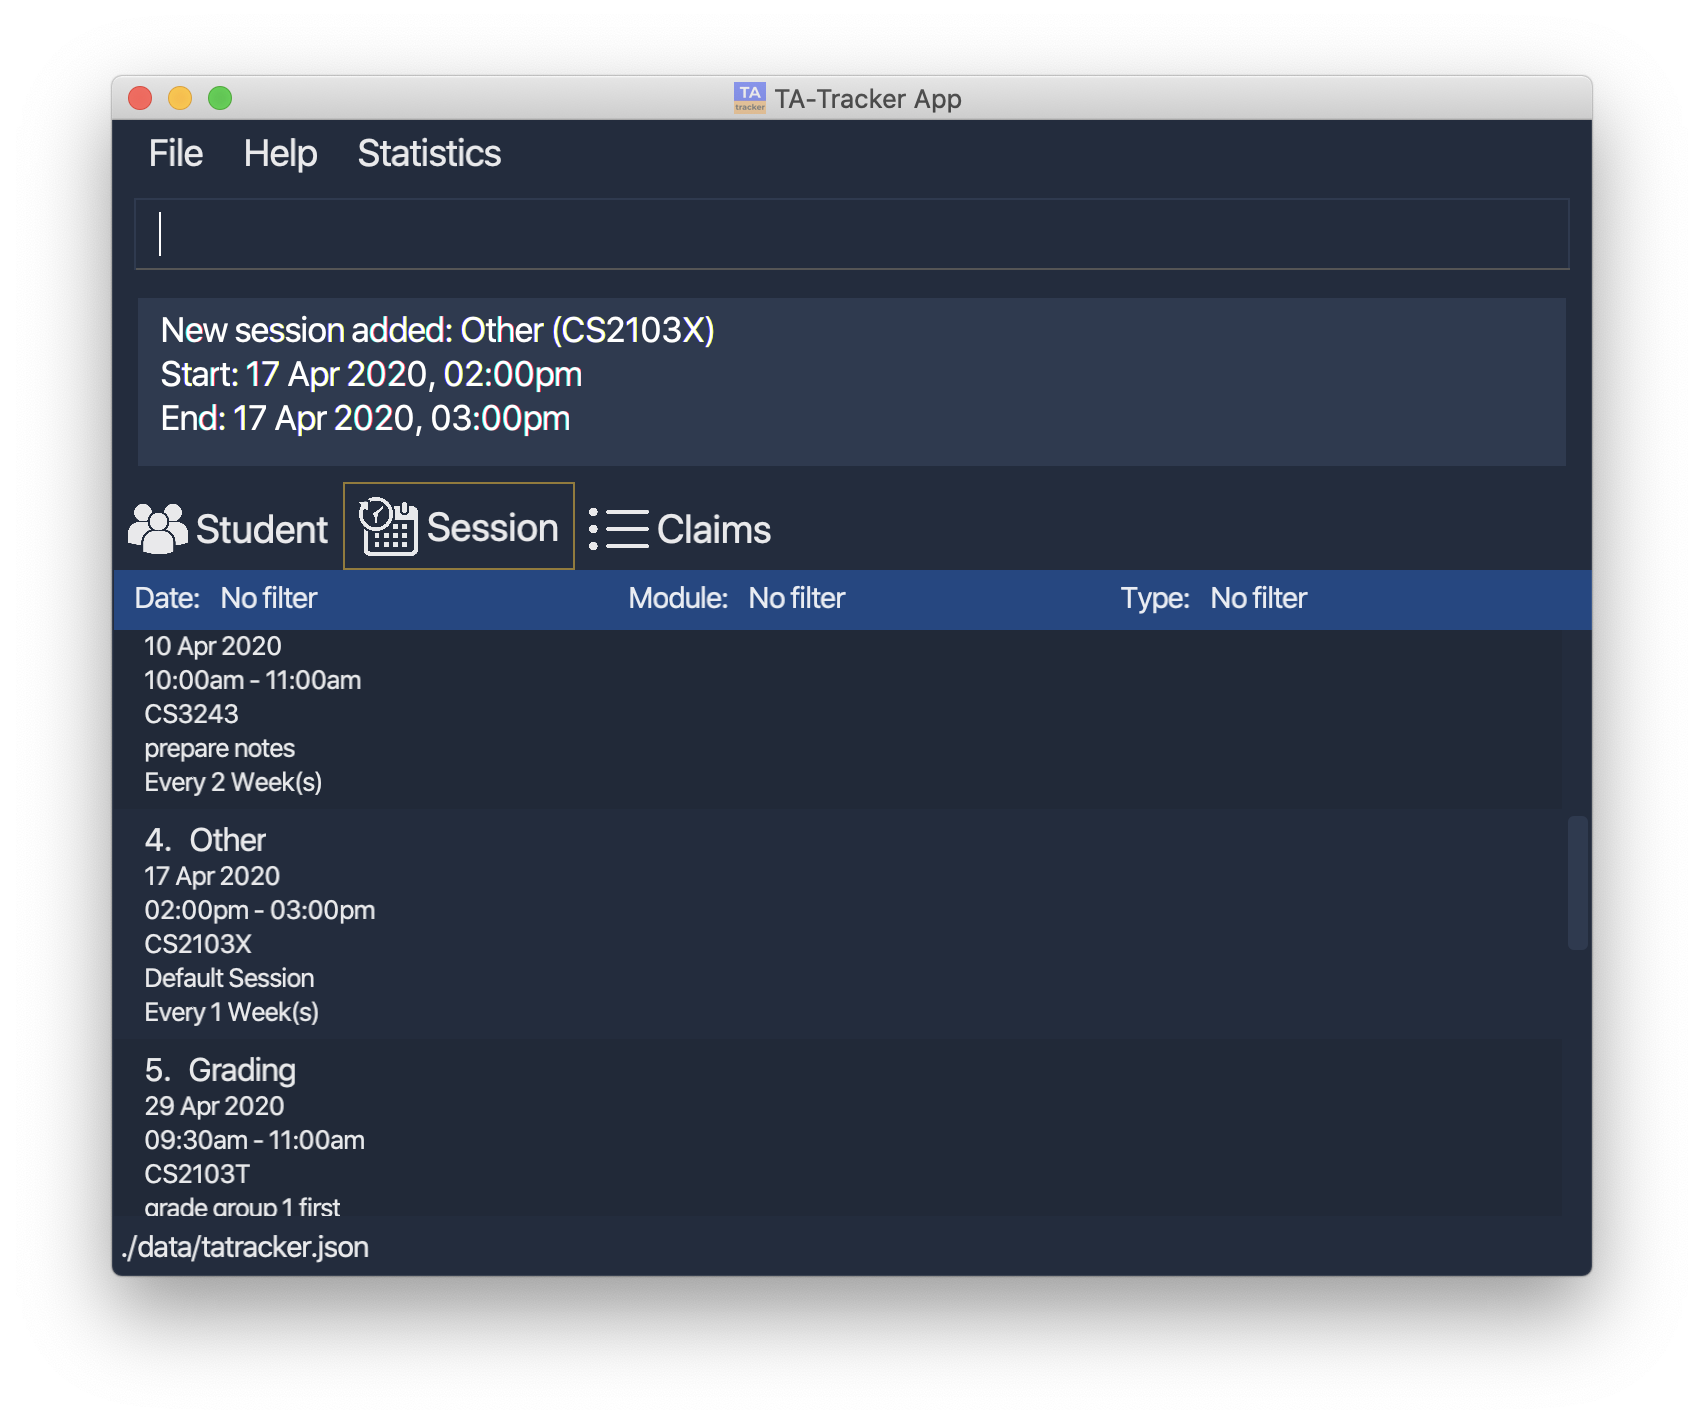 TA
tracker
TA-Tracker App
File Help Statistics
New session added: Other (CS2103X)
Start: 17 Apr 2020, 02:00pm
End: 17 Apr 2020, 03:00pm
Student Session Claims
Date: No filter Module: No filter Type: No filter
10 Apr 2020
10:00am - 11:00am
CS3243
prepare notes
Every 2 Week(s)
4. Other
17 Apr 2020
02:00pm - 03:00pm
CS2103X
Default Session
Every 1 Week(s)
5. Grading
29 Apr 2020
09:30am - 11:00am
CS2103T
grade group 1 first
./data/tatracker.json